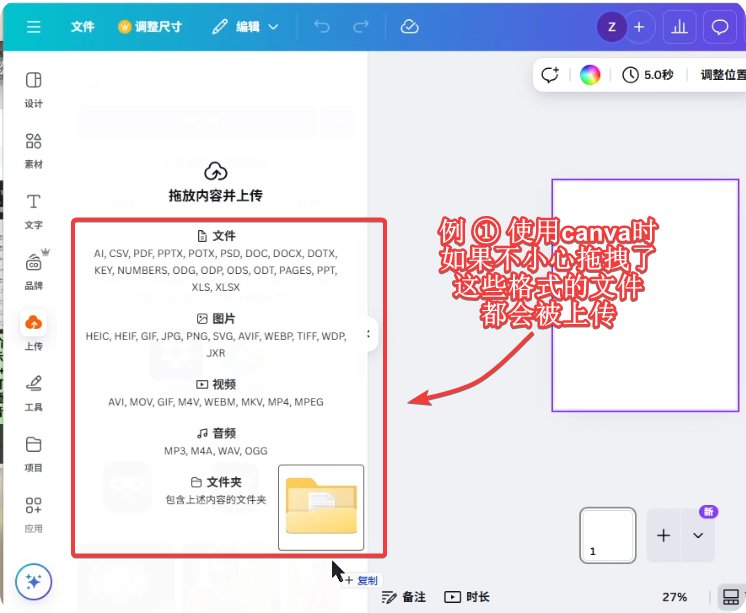 文件
调整尺寸
编辑
Z
+
5.0秒
调整位置
设计
素材
文字
品牌
上传
工具
项目
应用
拖放内容并上传
文件
AI, CSV, PDF, PPTX, POTX, PSD, DOC, DOCX, DOTX,
KEY, NUMBERS, ODG, ODP, ODS, ODT, PAGES, PPT,
XLS, XLSX
图片
HEIC, HEIF, GIF, JPG, PNG, SVG, AVIF, WEBP, TIFF, WDP,
JXR
视频
AVI, MOV, GIF, M4V, WEBM, MKV, MP4, MPEG
音频
MP3, M4A, WAV, OGG
文件夹
包含上述内容的文件夹
+ 复制
例 ① 使用canva时
如果不小心拖拽了
这些格式的文件
都会被上传
1
+
新
备注
时长
27%